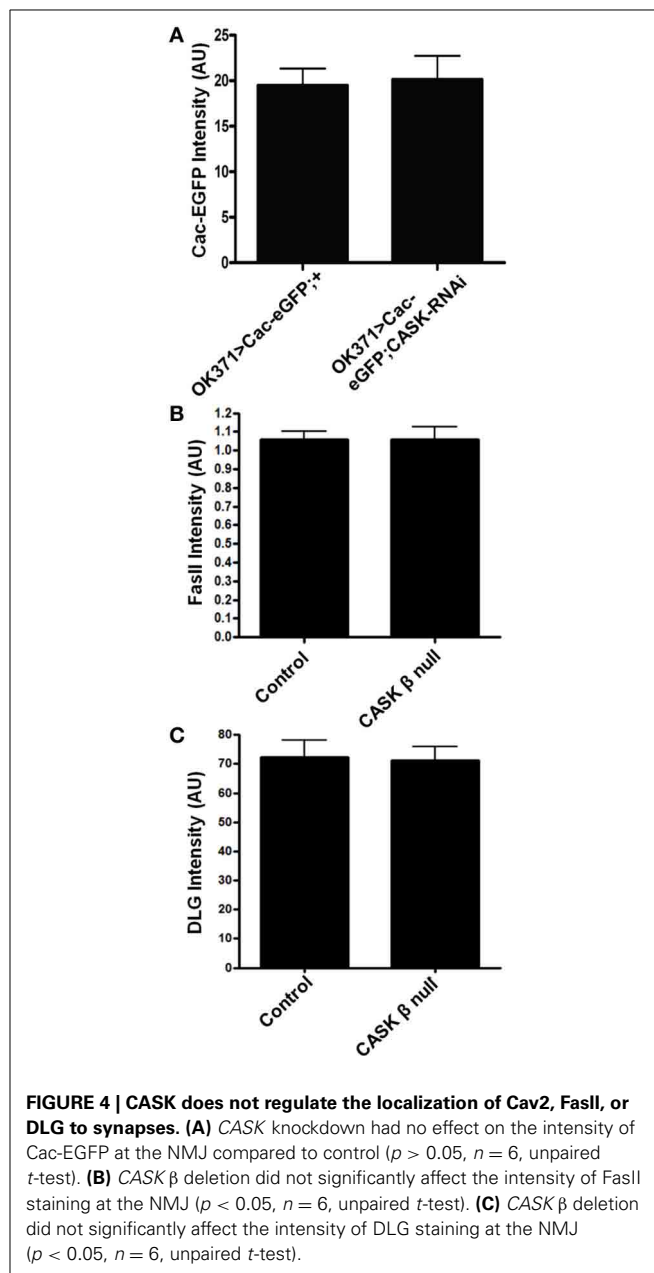 A
Cac-EGFP Intensity (AU)
25
20
15
10
5
0
OK371>Cac-eGFP;+
OK371>Cac-
eGFP;CASK-RNAi
B
FasII Intensity (AU)
1.2
1.1
1.0
0.9
0.8
0.7
0.6
0.5
0.4
0.3
0.2
0.1
0.0
Control
CASK β null
C
DLG Intensity (AU)
80
70
60
50
40
30
20
10
0
Control
CASK β null
FIGURE 4 | CASK does not regulate the localization of Cav2, FasII, or
DLG to synapses. (A) CASK knockdown had no effect on the intensity of
Cac-EGFP at the NMJ compared to control (p > 0.05, n = 6, unpaired
t-test). (B) CASK β deletion did not significantly affect the intensity of FasII
staining at the NMJ (p < 0.05, n = 6, unpaired t-test). (C) CASK β deletion
did not significantly affect the intensity of DLG staining at the NMJ
(p < 0.05, n = 6, unpaired t-test).